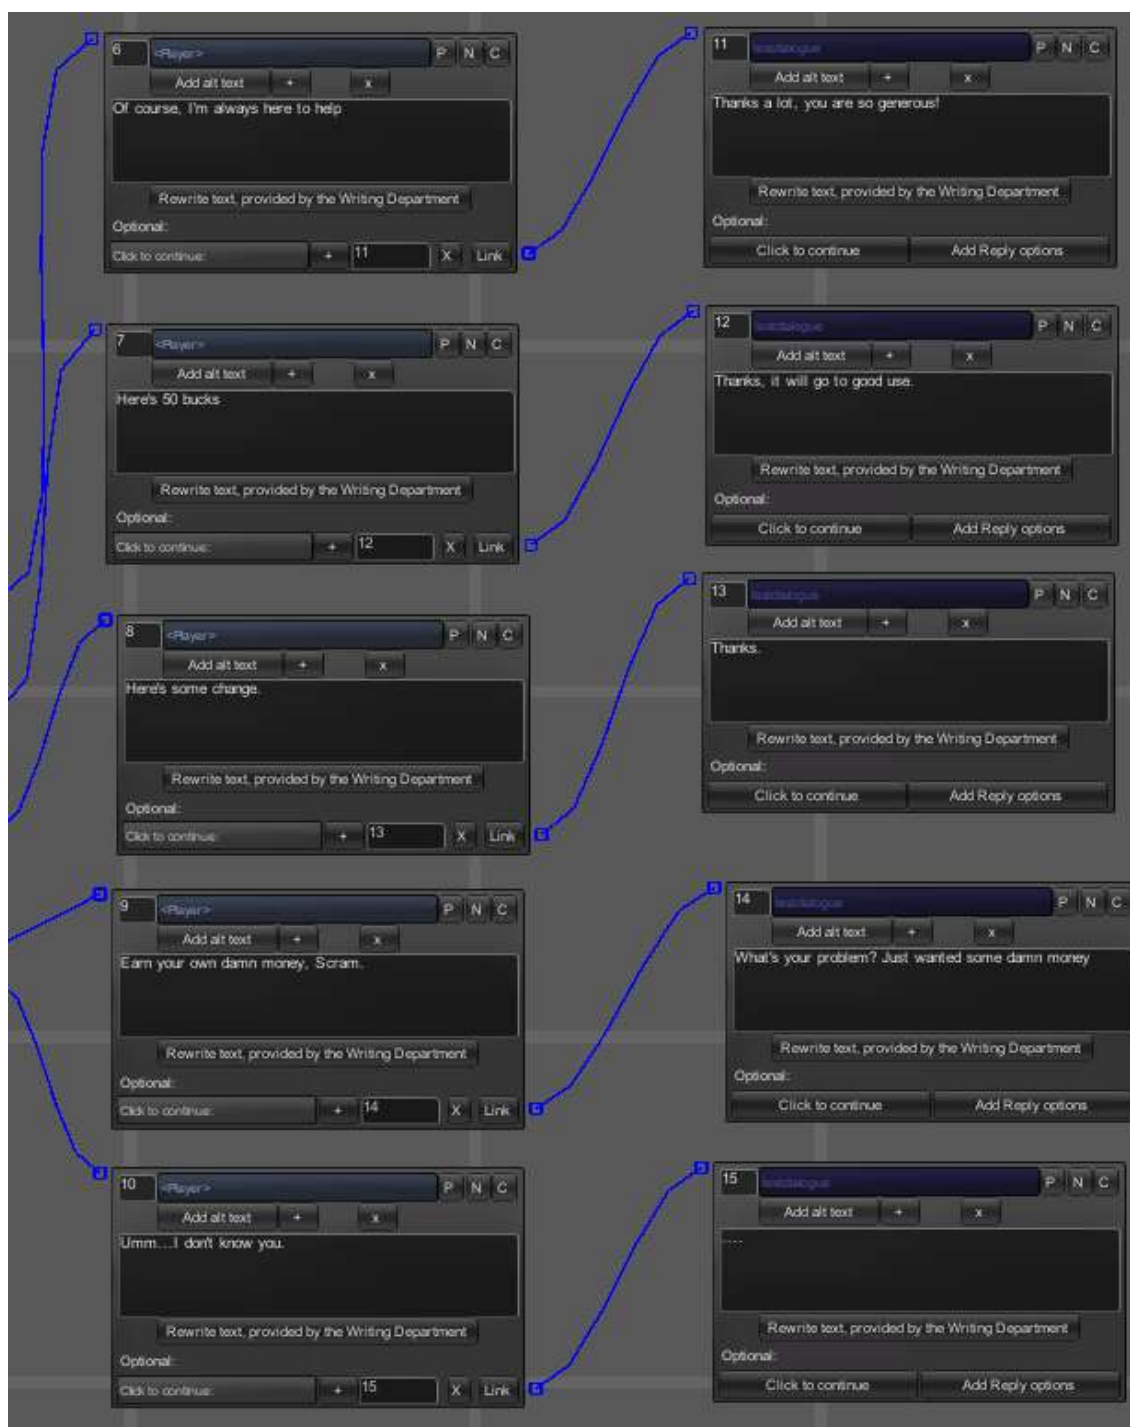 6 <Player> P N C
Add alt text + x
Of course, I'm always here to help
Rewrite text, provided by the Writing Department
Optional:
Click to continue: + 11 X Link
11 testdialogue P N C
Add alt text + x
Thanks a lot, you are so generous!
Rewrite text, provided by the Writing Department
Optional:
Click to continue Add Reply options
7 <Player> P N C
Add alt text + x
Here's 50 bucks
Rewrite text, provided by the Writing Department
Optional:
Click to continue: + 12 X Link
12 testdialogue P N C
Add alt text + x
Thanks, it will go to good use.
Rewrite text, provided by the Writing Department
Optional:
Click to continue Add Reply options
8 <Player> P N C
Add alt text + x
Here's some change.
Rewrite text, provided by the Writing Department
Optional:
Click to continue: + 13 X Link
13 testdialogue P N C
Add alt text + x
Thanks.
Rewrite text, provided by the Writing Department
Optional:
Click to continue Add Reply options
9 <Player> P N C
Add alt text + x
Earn your own damn money, Scram.
Rewrite text, provided by the Writing Department
Optional:
Click to continue: + 14 X Link
14 testdialogue P N C
Add alt text + x
What's your problem? Just wanted some damn money
Rewrite text, provided by the Writing Department
Optional:
Click to continue Add Reply options
10 <Player> P N C
Add alt text + x
Umm...I don't know you.
Rewrite text, provided by the Writing Department
Optional:
Click to continue: + 15 X Link
15 testdialogue P N C
Add alt text + x
....
Rewrite text, provided by the Writing Department
Optional:
Click to continue Add Reply options